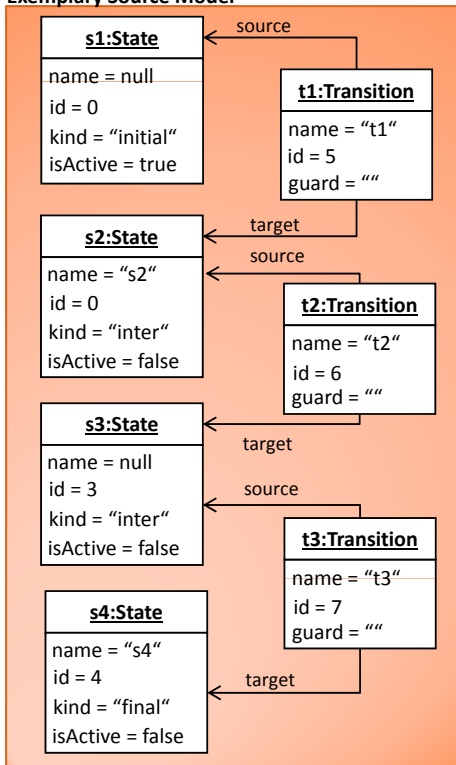 Exemplary Source Model
s1:State
name = null
id = 0
kind = “initial“
isActive = true
source
t1:Transition
name = “t1“
id = 5
guard = ““
target
s2:State
name = “s2“
id = 0
kind = “inter“
isActive = false
source
t2:Transition
name = “t2“
id = 6
guard = ““
target
s3:State
name = null
id = 3
kind = “inter“
isActive = false
source
t3:Transition
name = “t3“
id = 7
guard = ““
target
s4:State
name = “s4“
id = 4
kind = “final“
isActive = false